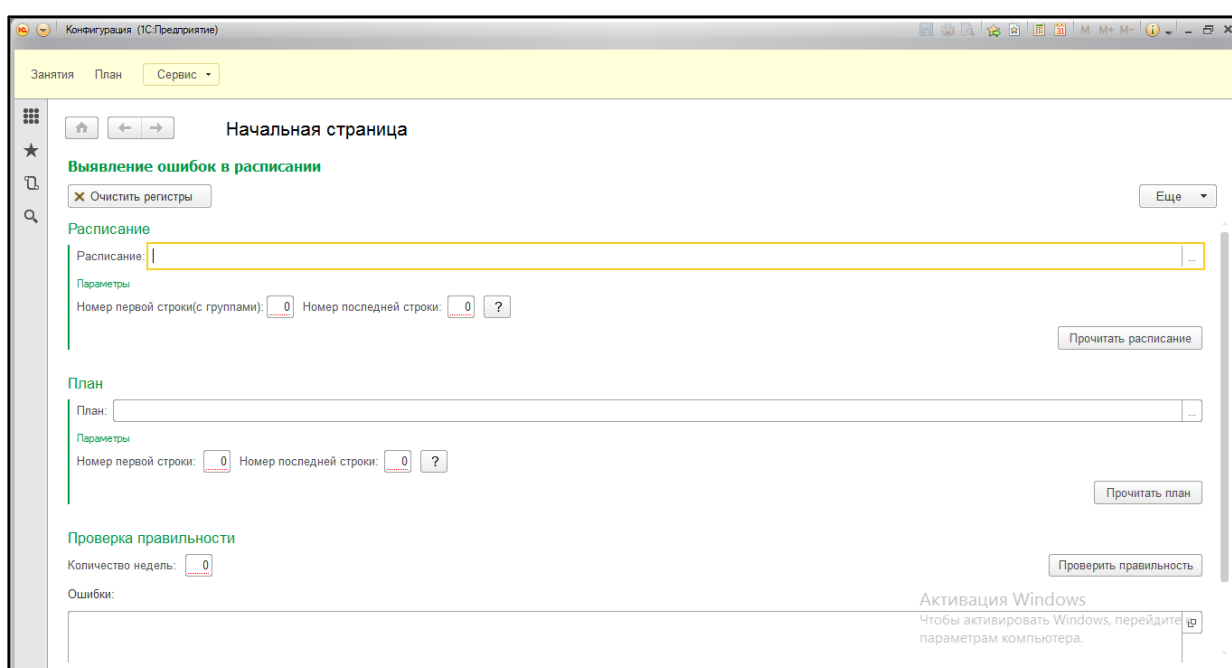 1С Конфигурация (1С:Предприятие) 31 M M+ M- i
Занятия План Сервис
Начальная страница
Выявление ошибок в расписании
Очистить регистры Еще
Расписание
Расписание: ...
Параметры
Номер первой строки(с группами): 0 Номер последней строки: 0 ?
Прочитать расписание
План
План: ...
Параметры
Номер первой строки: 0 Номер последней строки: 0 ?
Прочитать план
Проверка правильности
Количество недель: 0 Проверить правильность
Ошибки:
Активация Windows
Чтобы активировать Windows, перейдите
параметрам компьютера.